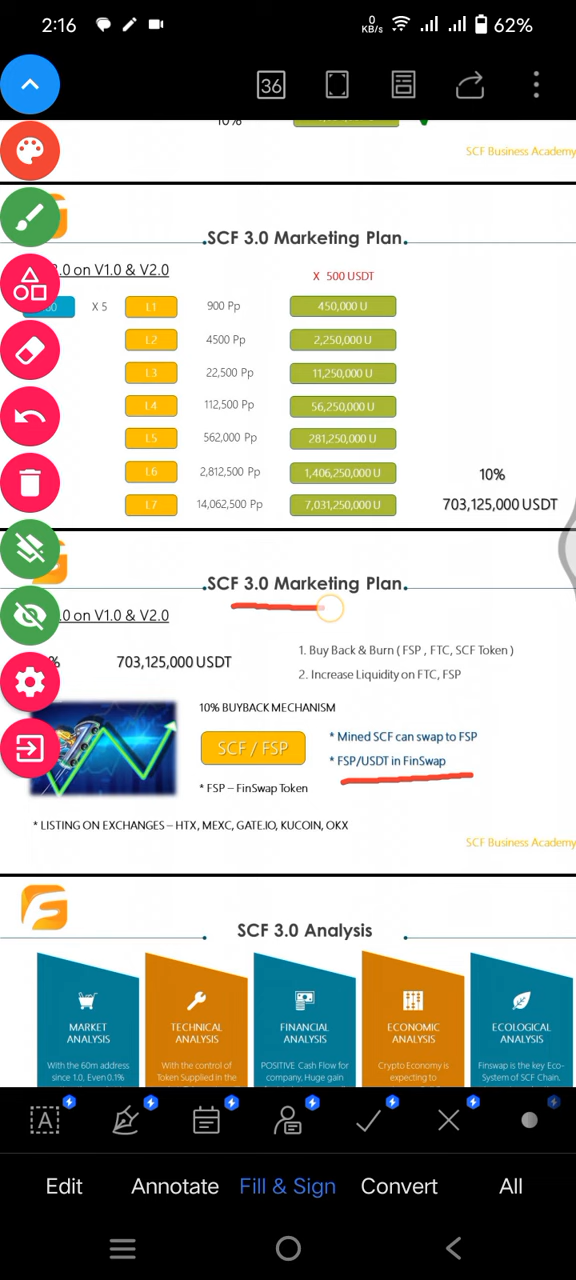 2:16
0
KB/s
62%
36
10%
SCF Business Academy
.SCF 3.0 Marketing Plan.
.0 on V1.0 & V2.0
X 500 USDT
X 5 L1 900 Pp 450,000 U
L2 4500 Pp 2,250,000 U
L3 22,500 Pp 11,250,000 U
L4 112,500 Pp 56,250,000 U
L5 562,000 Pp 281,250,000 U
L6 2,812,500 Pp 1,406,250,000 U 10%
L7 14,062,500 Pp 7,031,250,000 U 703,125,000 USDT
.SCF 3.0 Marketing Plan.
.0 on V1.0 & V2.0
% 703,125,000 USDT
1. Buy Back & Burn ( FSP , FTC, SCF Token )
2. Increase Liquidity on FTC, FSP
10% BUYBACK MECHANISM
SCF / FSP
* Mined SCF can swap to FSP
* FSP/USDT in FinSwap
* FSP – FinSwap Token
* LISTING ON EXCHANGES – HTX, MEXC, GATE.IO, KUCOIN, OKX
SCF Business Academy
SCF 3.0 Analysis
MARKET
ANALYSIS
With the 60m address
since 1.0, Even 0.1%
TECHNICAL
ANALYSIS
With the control of
Token Supplied in the
FINANCIAL
ANALYSIS
POSITIVE Cash Flow for
company, Huge gain
ECONOMIC
ANALYSIS
Crypto Economy is
expecting to
ECOLOGICAL
ANALYSIS
Finswap is the key Eco-
System of SCF Chain.
A
Edit Annotate Fill & Sign Convert All